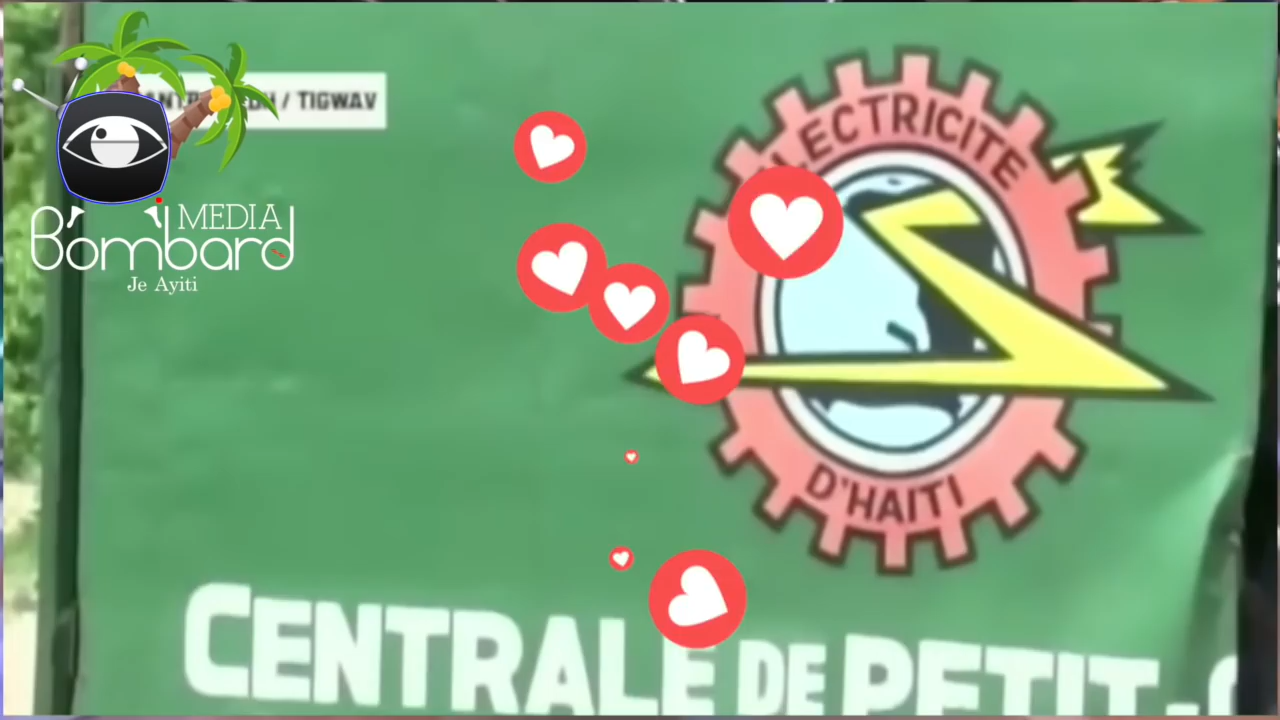 / TIGWAV
MEDIA
Bombard
Je Ayiti
ELECTRICITE
D'HAITI
CENTRALE DE PETIT-